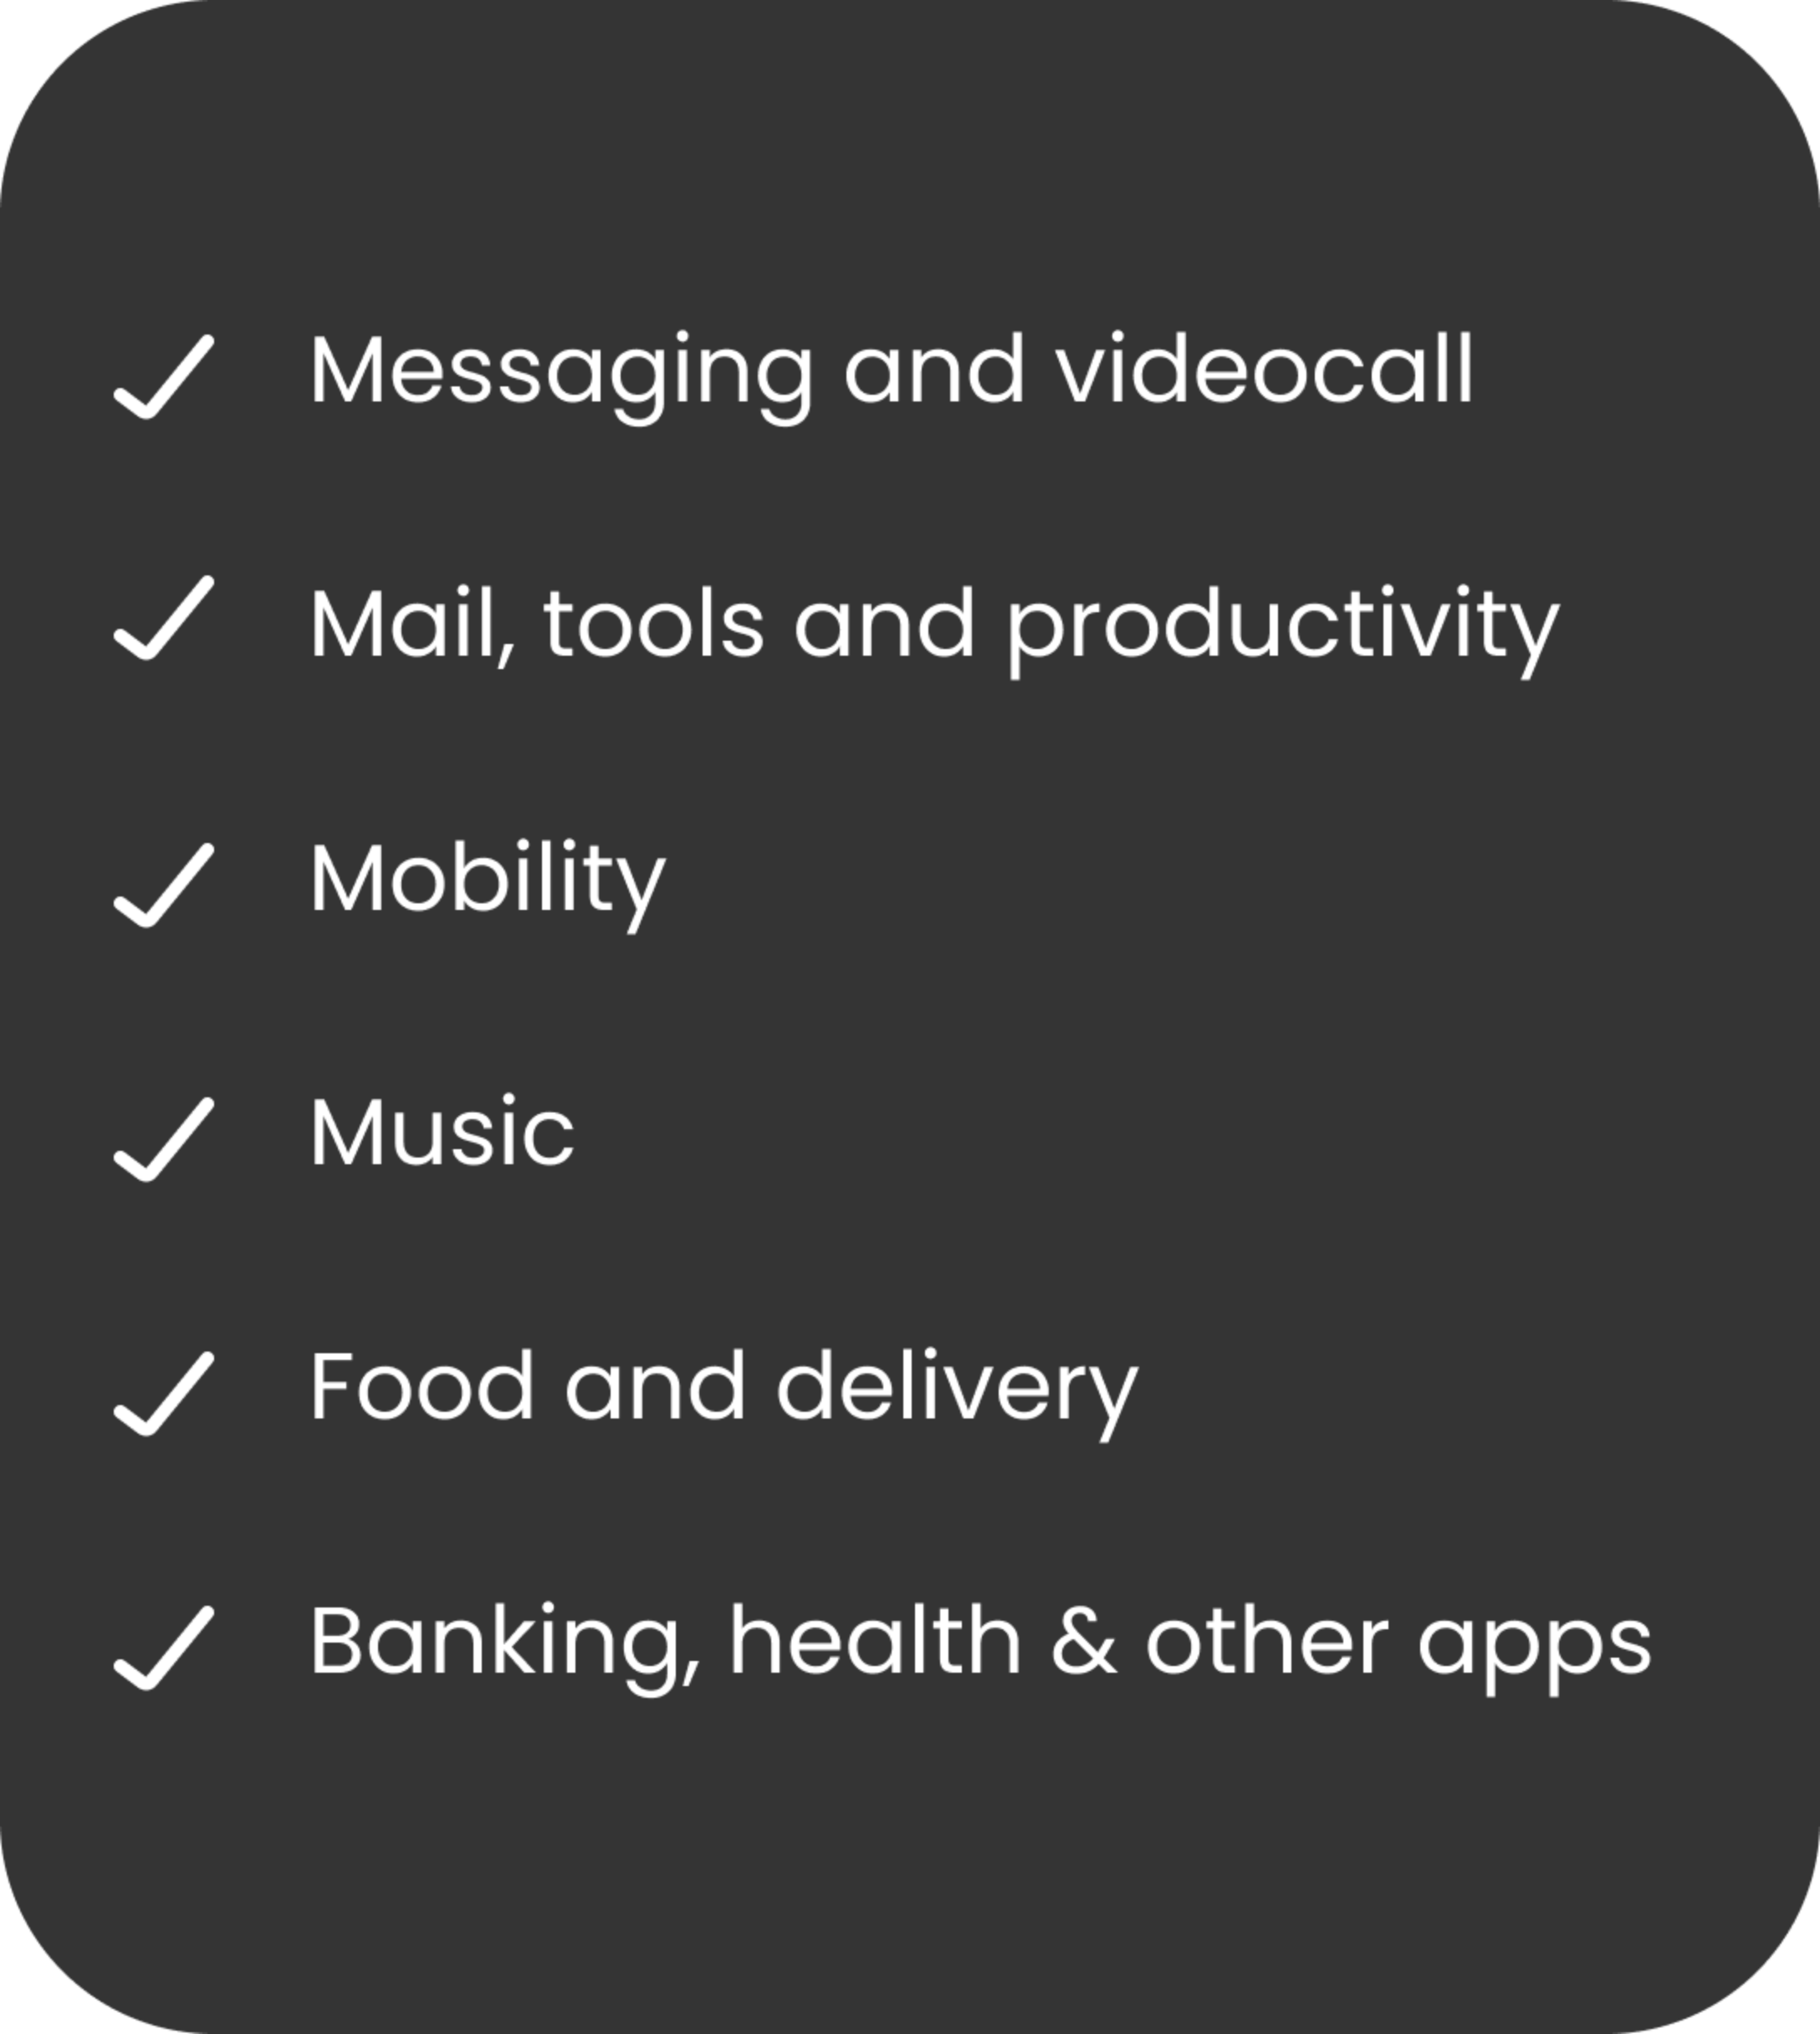 Messaging and videocall
Mail, tools and productivity
Mobility
Music
Food and delivery
Banking, health & other apps